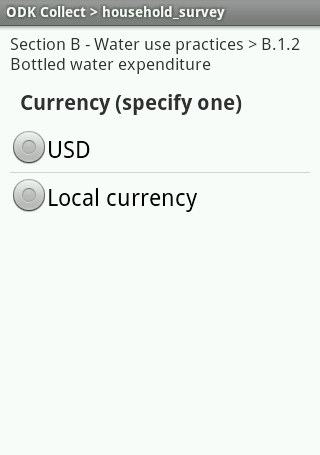 ODK Collect > household_survey
Section B - Water use practices > B.1.2
Bottled water expenditure
Currency (specify one)
USD
Local currency